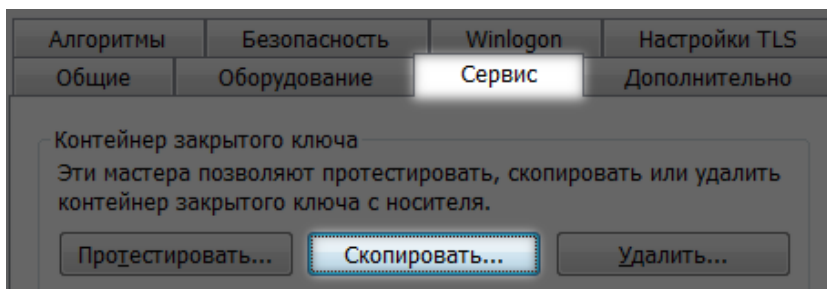 Алгоритмы Безопасность Winlogon Настройки TLS
Общие Оборудование Сервис Дополнительно
Контейнер закрытого ключа
Эти мастера позволяют протестировать, скопировать или удалить
контейнер закрытого ключа с носителя.
Протестировать... Скопировать... Удалить...